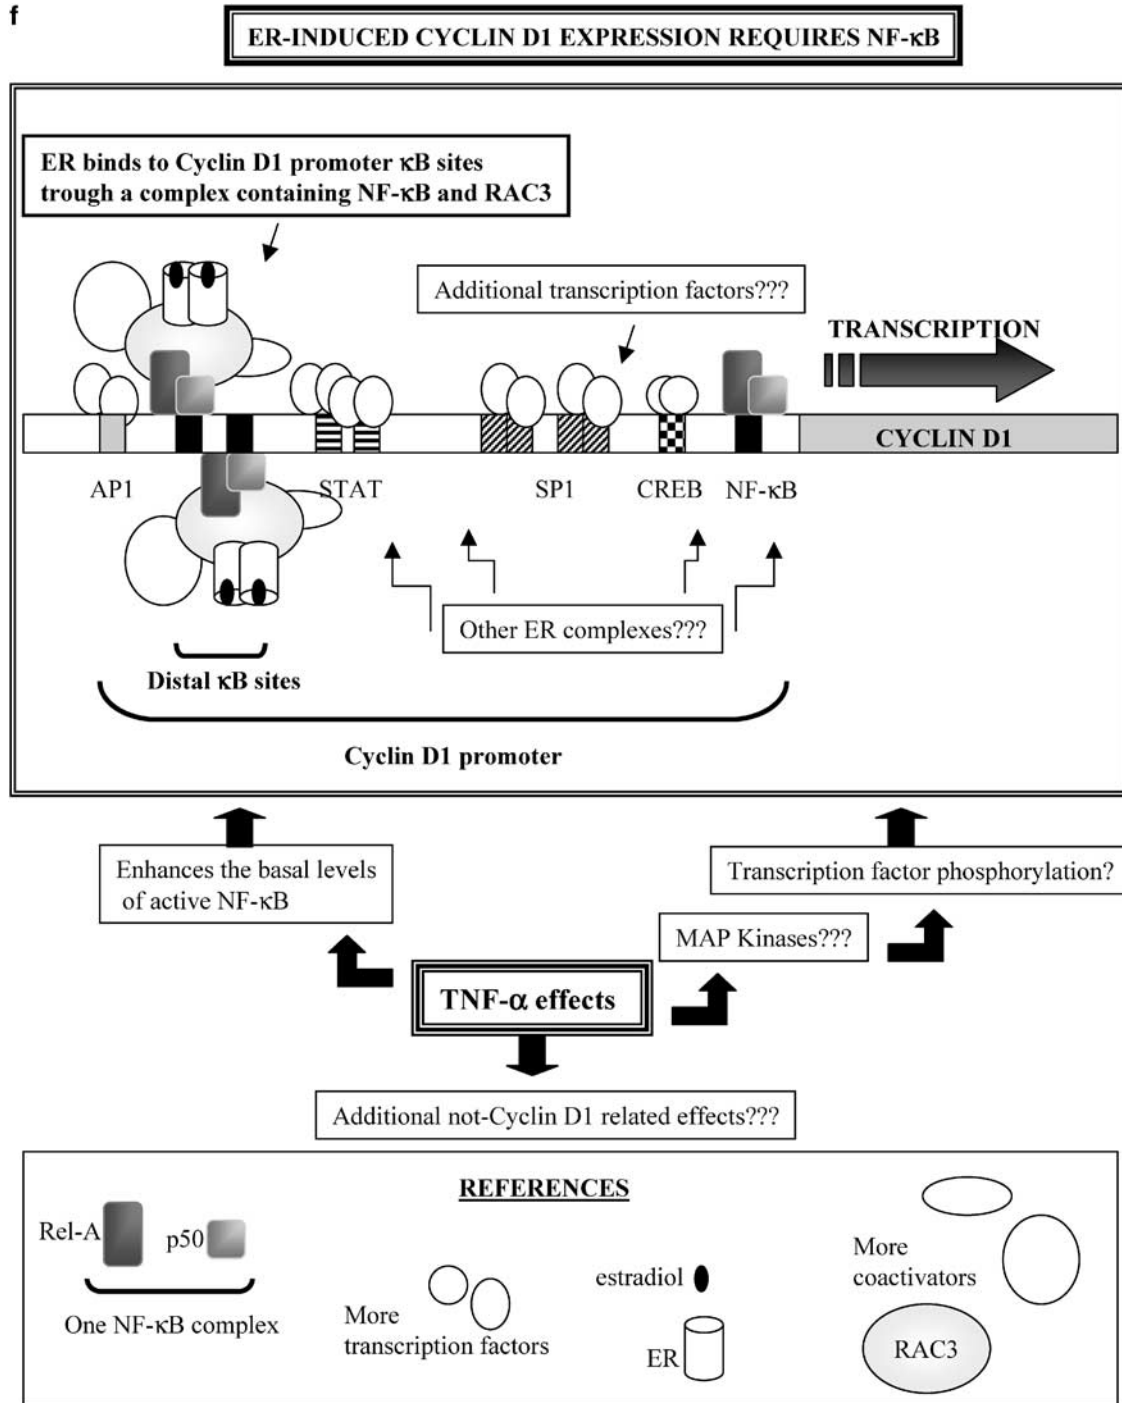 f
ER-INDUCED CYCLIN D1 EXPRESSION REQUIRES NF-κB
ER binds to Cyclin D1 promoter κB sites
trough a complex containing NF-κB and RAC3
Additional transcription factors???
TRANSCRIPTION
CYCLIN D1
AP1
STAT
SP1
CREB
NF-κB
Other ER complexes???
Distal κB sites
Cyclin D1 promoter
Enhances the basal levels
of active NF-κB
Transcription factor phosphorylation?
MAP Kinases???
TNF-α effects
Additional not-Cyclin D1 related effects???
REFERENCES
Rel-A
p50
One NF-κB complex
More
transcription factors
estradiol
ER
More
coactivators
RAC3